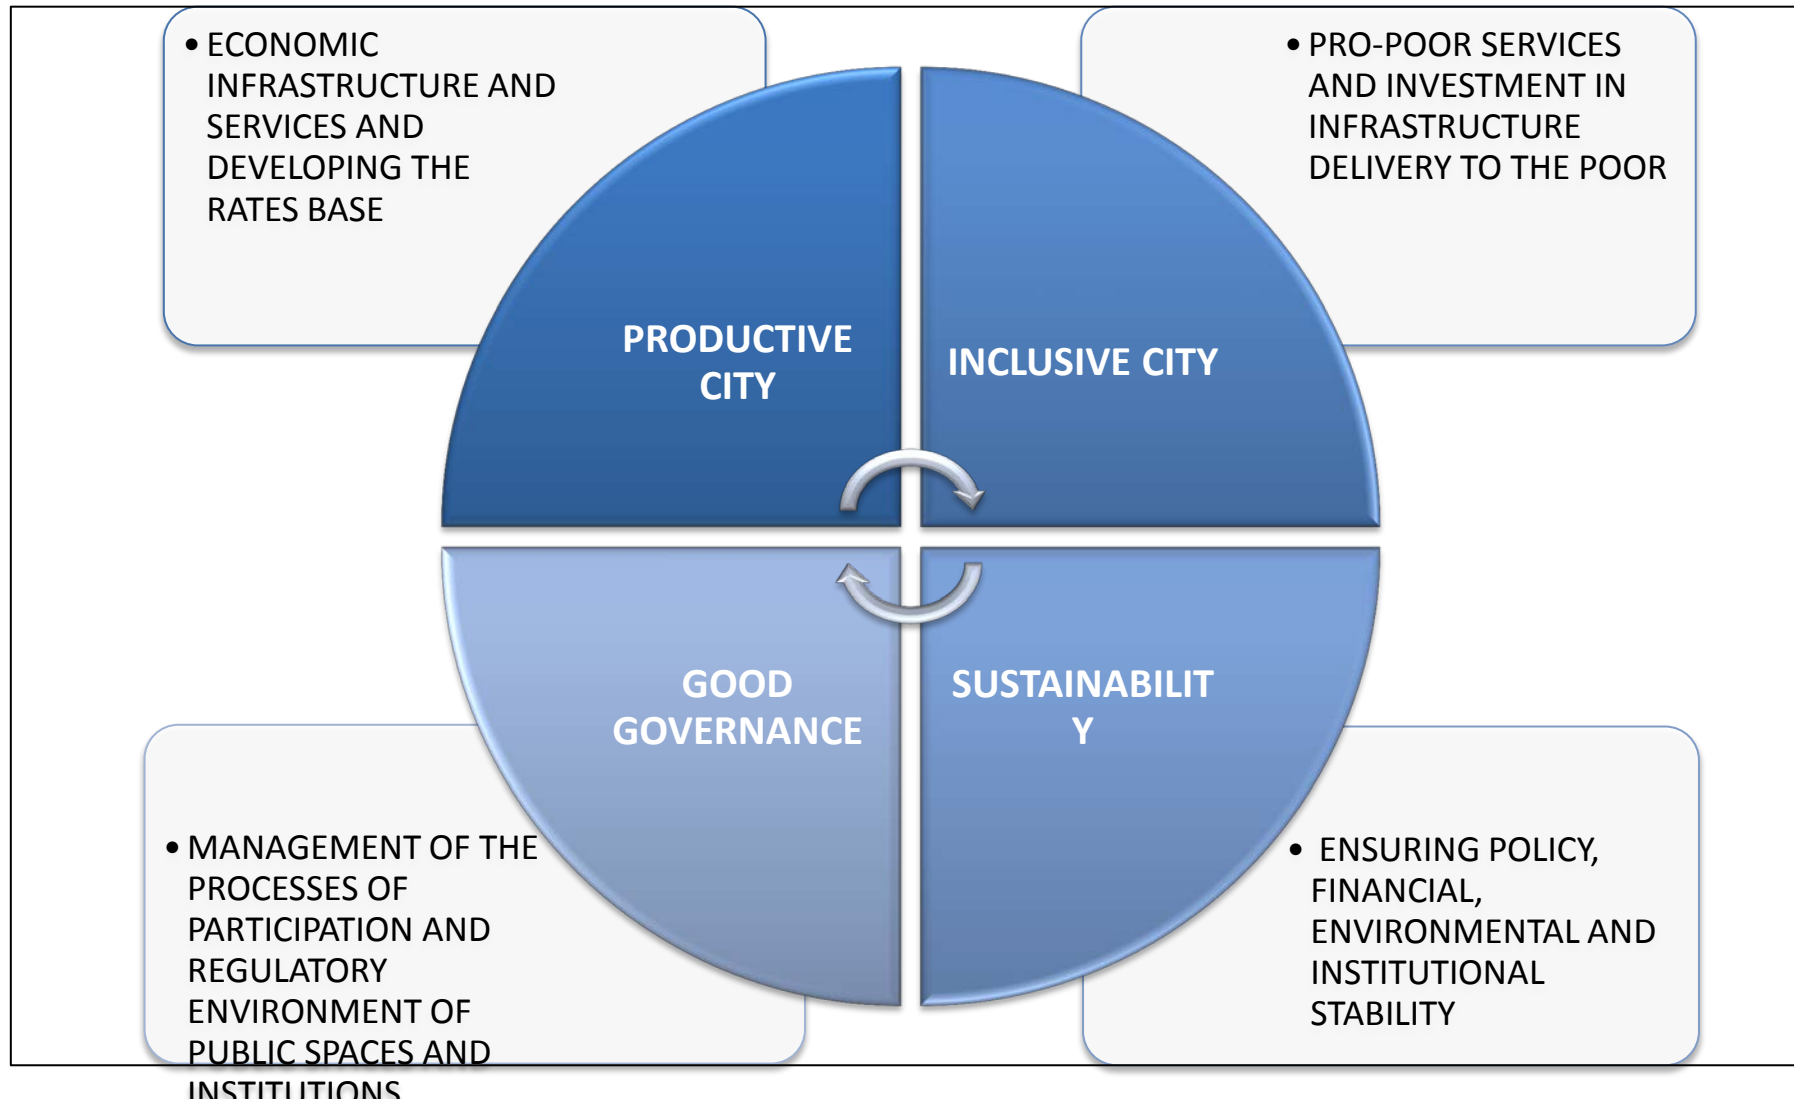 • ECONOMIC
INFRASTRUCTURE AND
SERVICES AND
DEVELOPING THE
RATES BASE
• PRO-POOR SERVICES
AND INVESTMENT IN
INFRASTRUCTURE
DELIVERY TO THE POOR
PRODUCTIVE
CITY
INCLUSIVE CITY
GOOD
GOVERNANCE
SUSTAINABILIT
Y
• MANAGEMENT OF THE
PROCESSES OF
PARTICIPATION AND
REGULATORY
ENVIRONMENT OF
PUBLIC SPACES AND
INSTITUTIONS
• ENSURING POLICY,
FINANCIAL,
ENVIRONMENTAL AND
INSTITUTIONAL
STABILITY